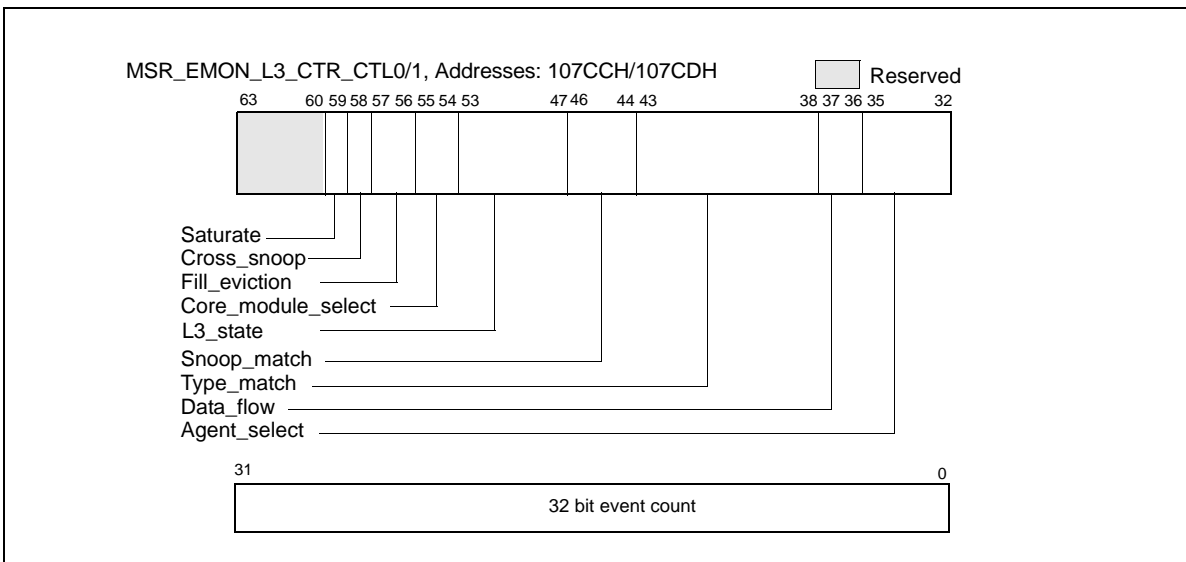 MSR_EMON_L3_CTR_CTL0/1, Addresses: 107CCH/107CDH
Reserved
63 60 59 58 57 56 55 54 53 47 46 44 43 38 37 36 35 32
Saturate
Cross_snoop
Fill_eviction
Core_module_select
L3_state
Snoop_match
Type_match
Data_flow
Agent_select
31 0
32 bit event count